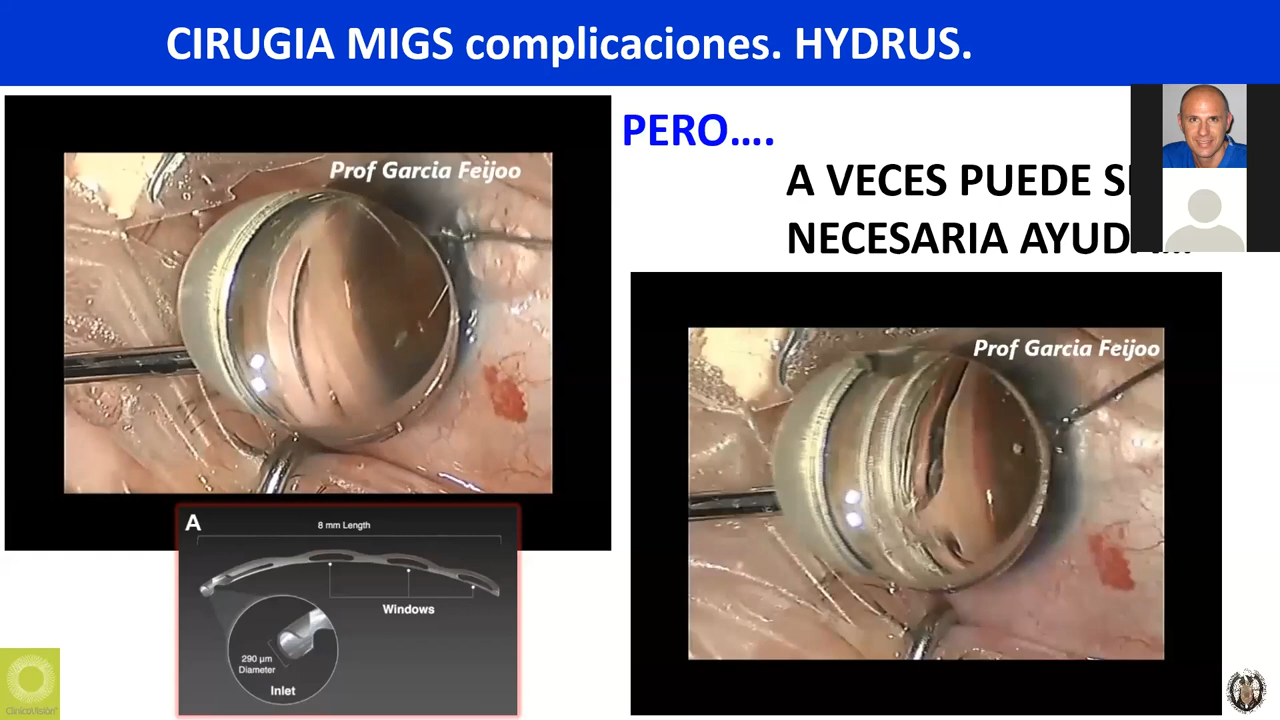 CIRUGIA MIGS complicaciones. HYDRUS.
PERO....
A VECES PUEDE
NECESARIA
Prof Garcia Feijoo
Prof Garcia Feijoo
A
8 mm Length
Windows
290 µm
Diameter
Inlet
ClínicaVisión